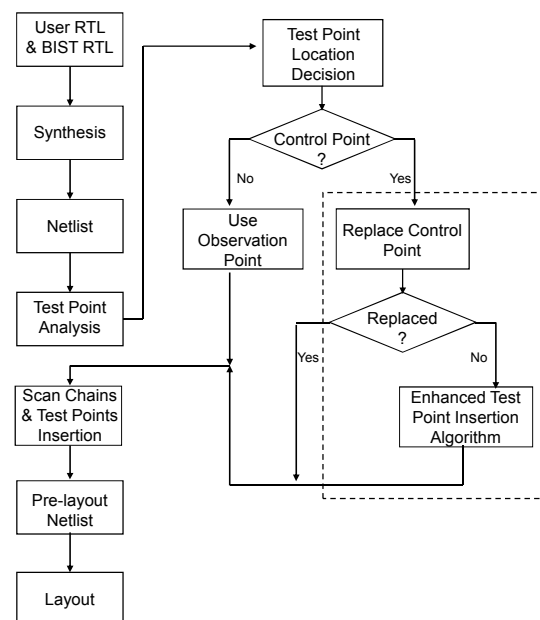 User RTL
& BIST RTL
Synthesis
Netlist
Test Point
Analysis
Test Point
Location
Decision
Control Point
?
No
Yes
Use
Observation
Point
Replace Control
Point
Replaced
?
Yes
No
Enhanced Test
Point Insertion
Algorithm
Scan Chains
& Test Points
Insertion
Pre-layout
Netlist
Layout